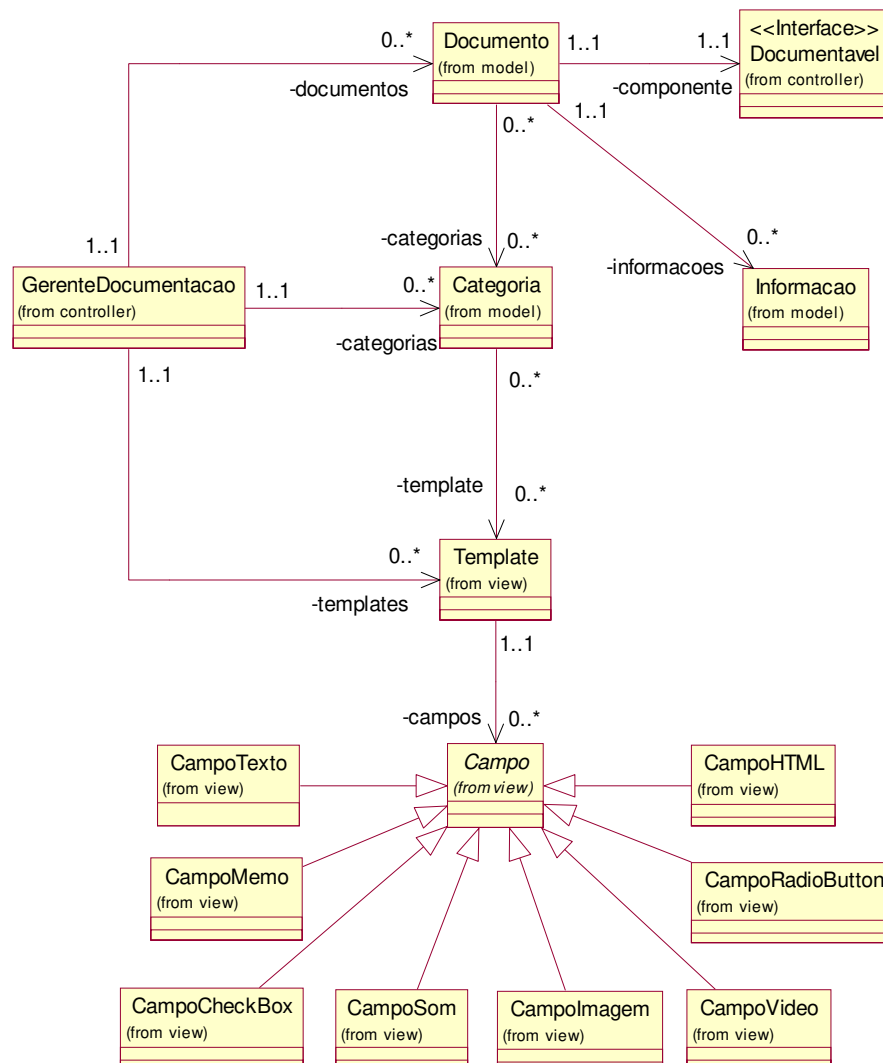 0..*
Documento
(from model)
1..1
1..1
<<Interface>>
Documentavel
(from controller)
-documentos
-componente
1..1
0..*
-categorias
0..*
-informacoes
0..*
1..1
GerenteDocumentacao
(from controller)
1..1
0..*
-categorias
Categoria
(from model)
Informacao
(from model)
1..1
0..*
-template
0..*
0..*
-templates
Template
(from view)
1..1
-campos
0..*
CampoTexto
(from view)
Campo
(from view)
CampoHTML
(from view)
CampoMemo
(from view)
CampoRadioButton
(from view)
CampoCheckBox
(from view)
CampoSom
(from view)
CampoImagem
(from view)
CampoVideo
(from view)